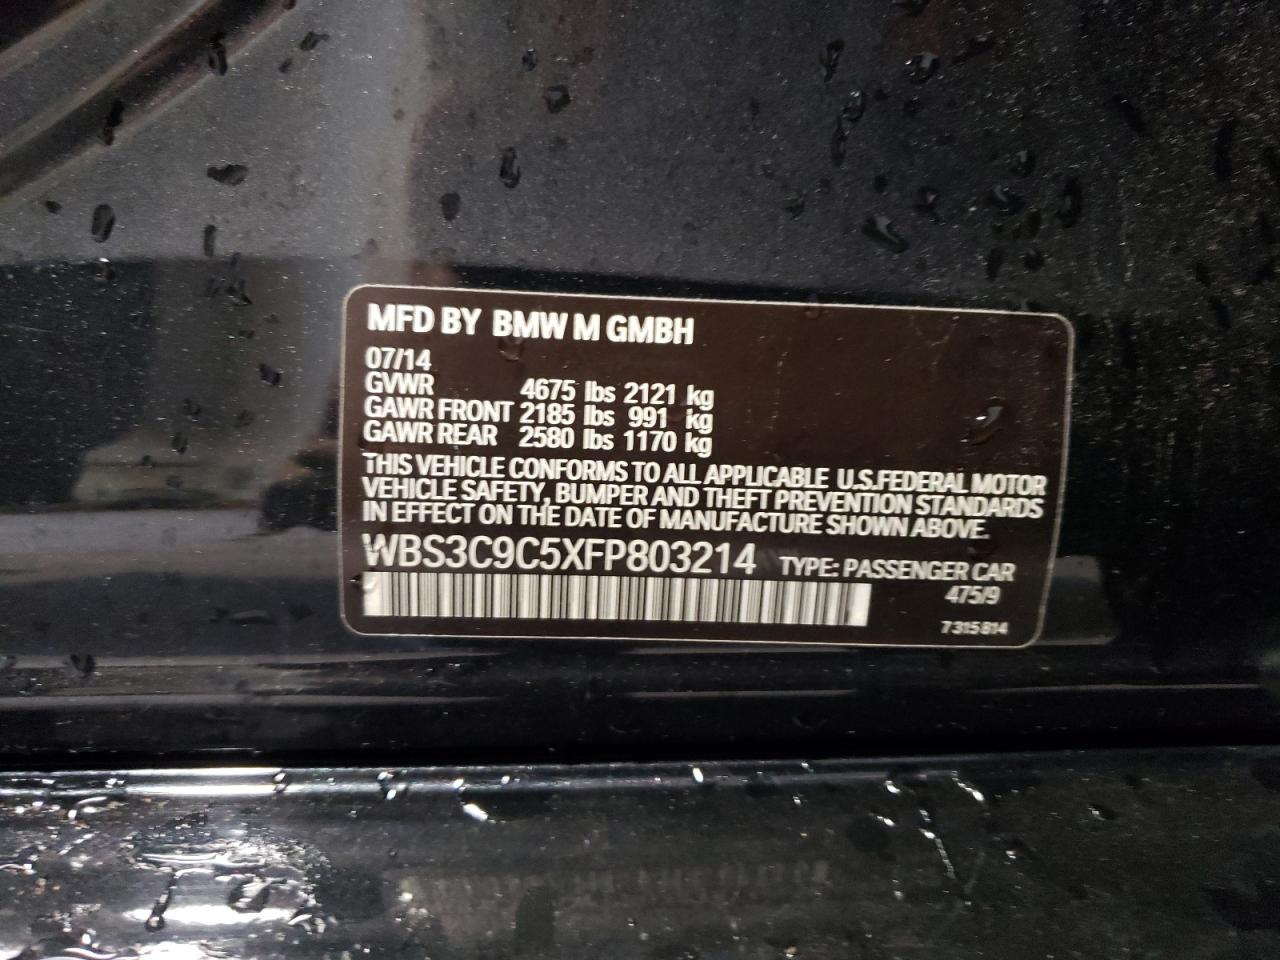 MFD BY BMW M GMBH
07/14
GVWR 4675 lbs 2121 kg
GAWR FRONT 2185 lbs 991 kg
GAWR REAR 2580 lbs 1170 kg
THIS VEHICLE CONFORMS TO ALL APPLICABLE U.S.FEDERAL MOTOR
VEHICLE SAFETY, BUMPER AND THEFT PREVENTION STANDARDS
IN EFFECT ON THE DATE OF MANUFACTURE SHOWN ABOVE.
WBS3C9C5XFP803214 TYPE: PASSENGER CAR
475/9
7315814